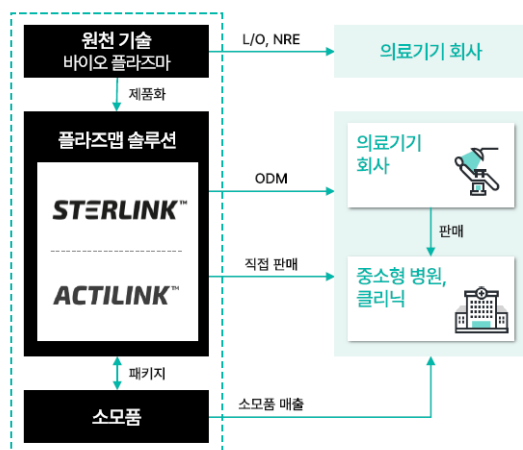 원천 기술
바이오 플라즈마
L/O, NRE
의료기기 회사
제품화
플라즈맵 솔루션
STERLINK™
ACTILINK™
ODM
직접 판매
의료기기
회사
판매
중소형 병원,
클리닉
패키지
소모품
소모품 매출